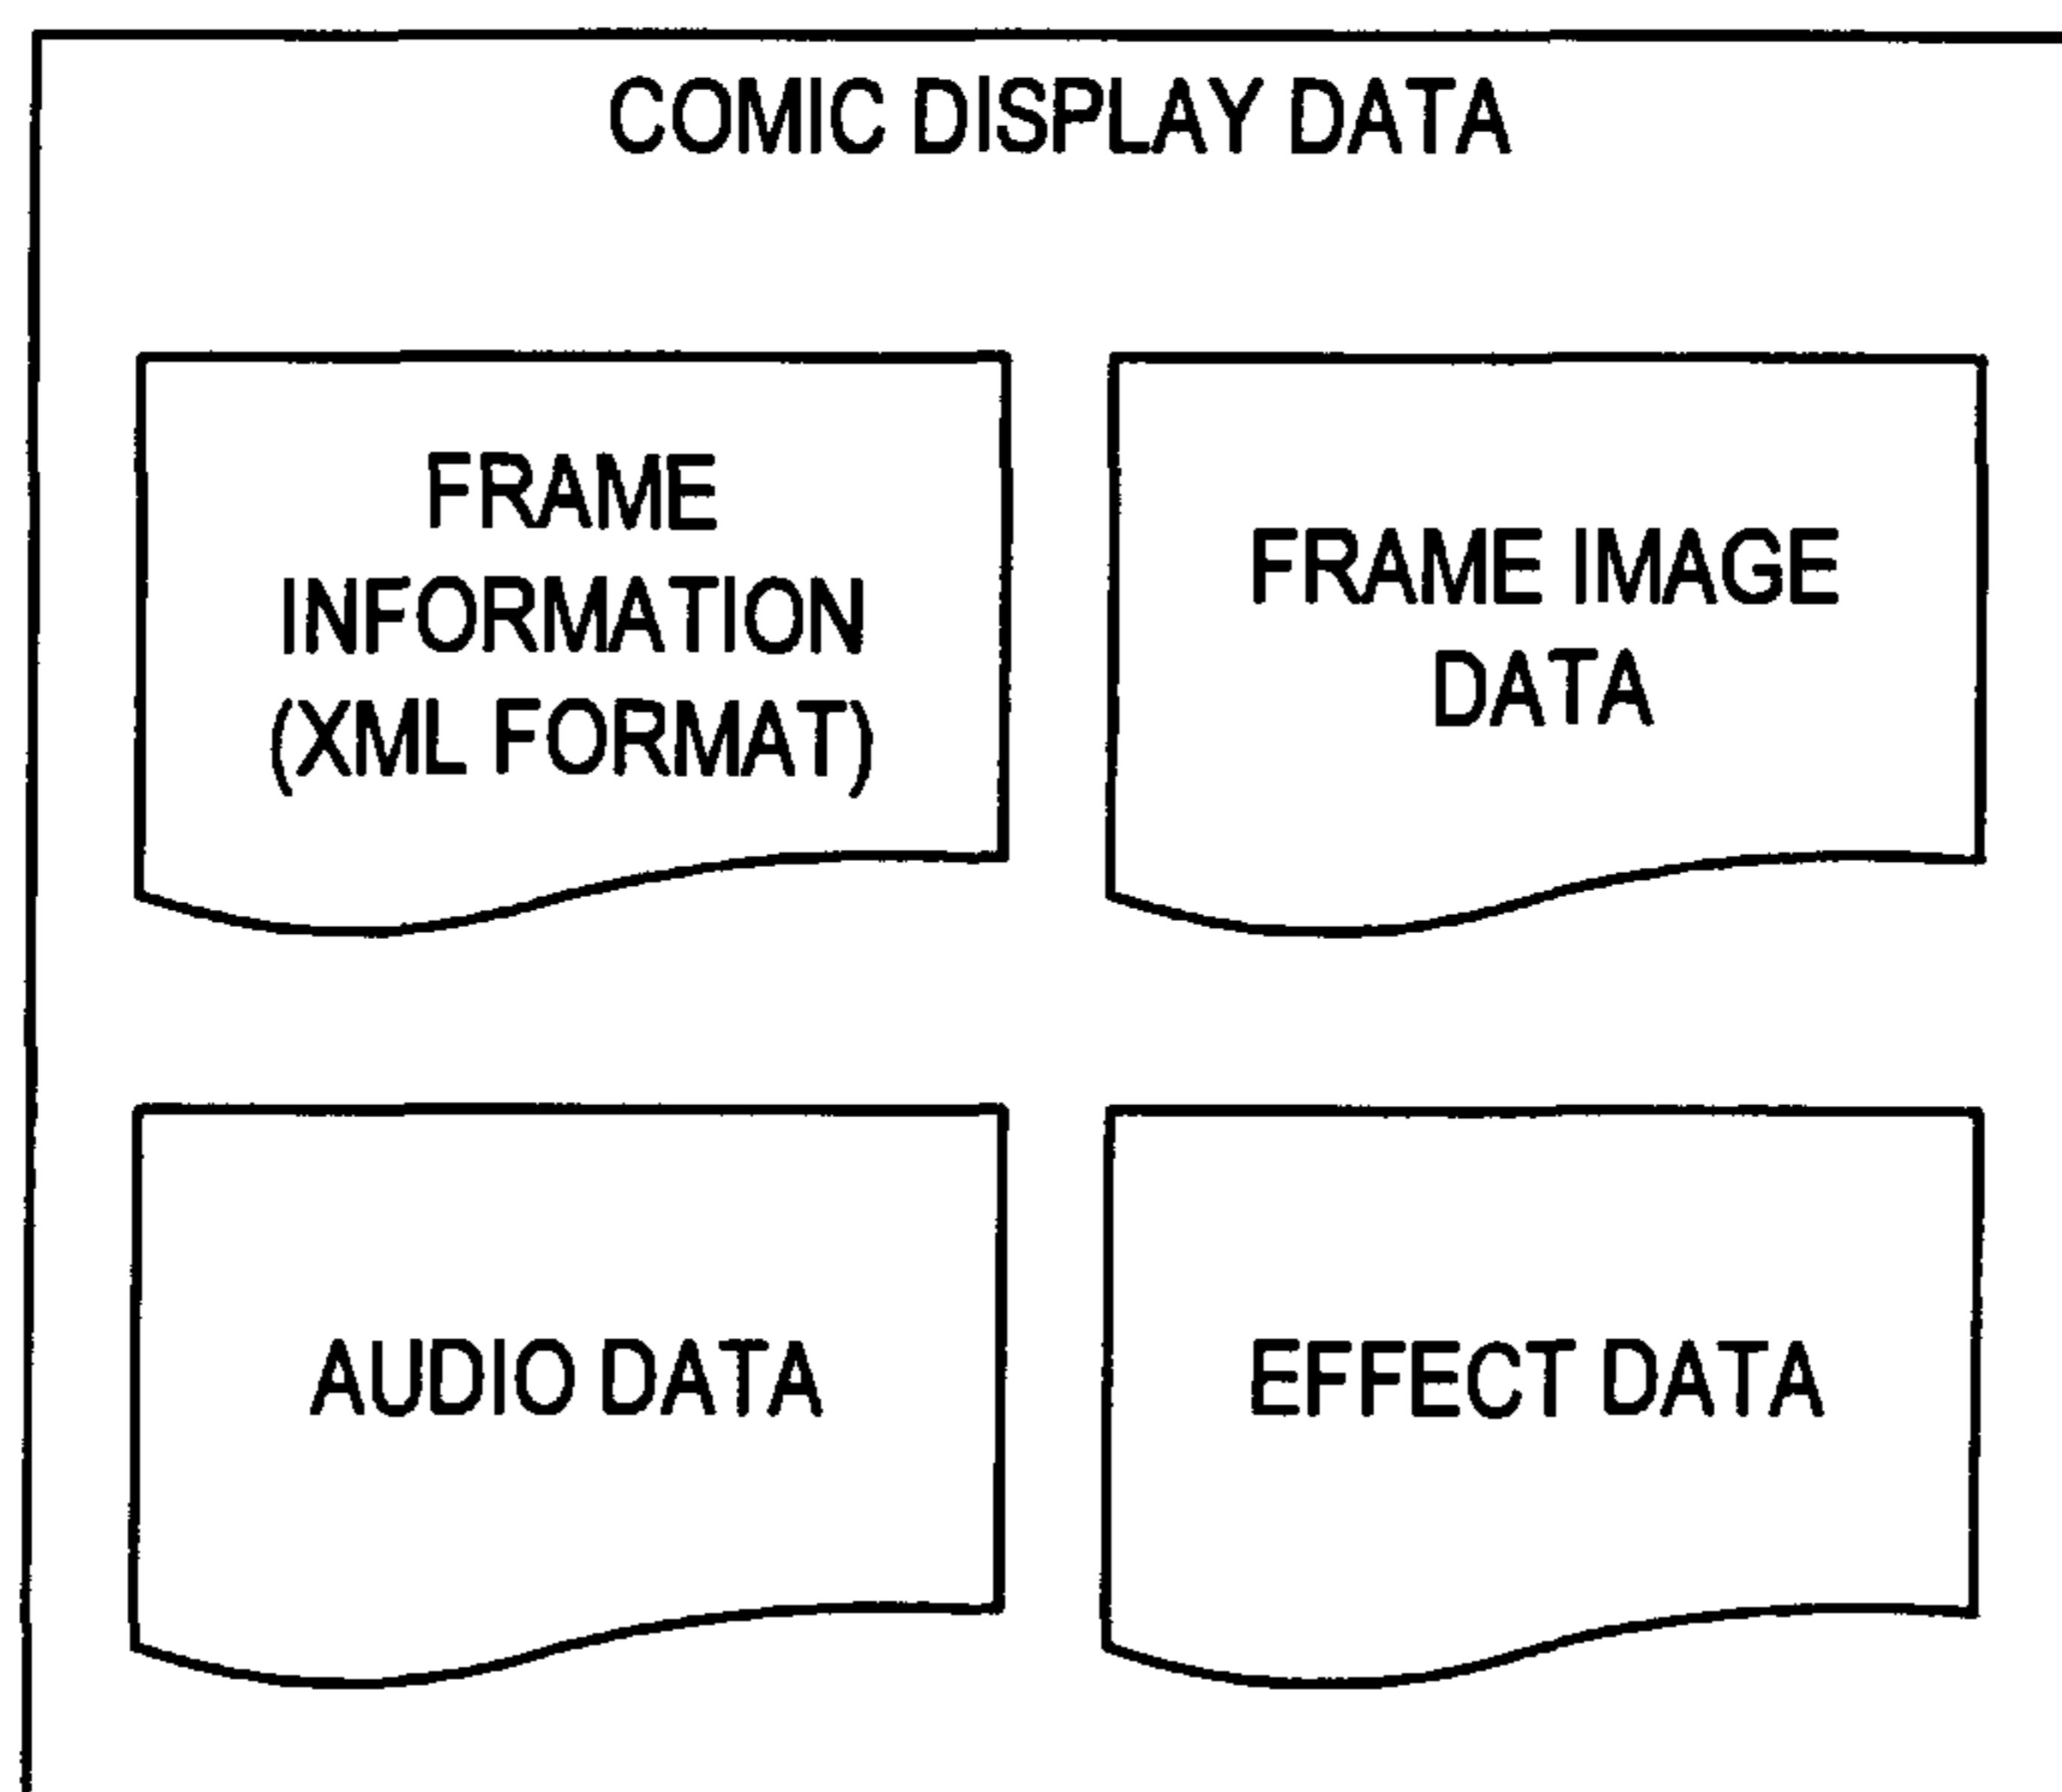 COMIC DISPLAY DATA
FRAME
INFORMATION
(XML FORMAT)
FRAME IMAGE
DATA
AUDIO DATA
EFFECT DATA